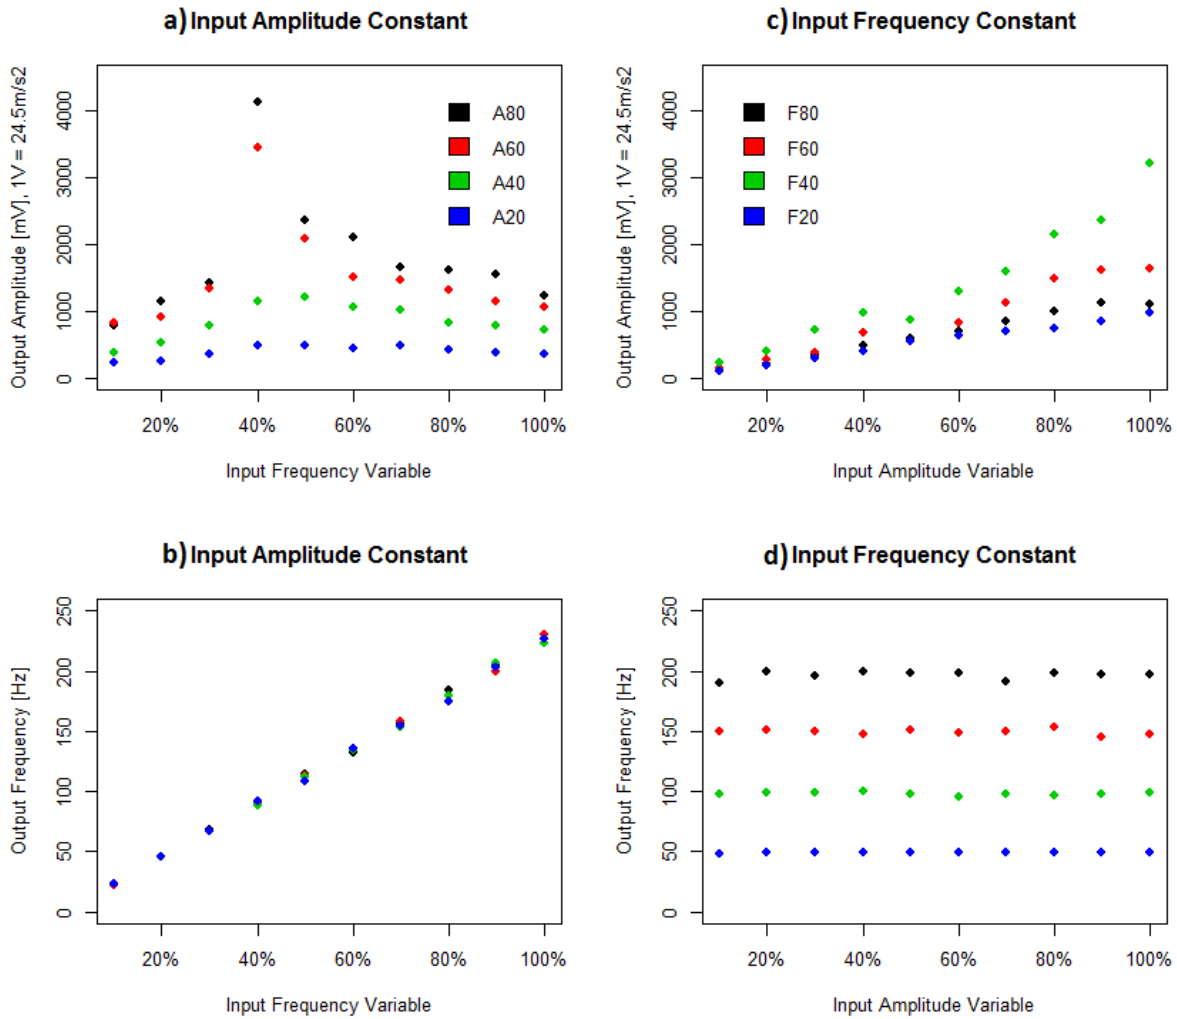 a) Input Amplitude Constant
Output Amplitude [mV], 1V = 24.5m/s2
4000
3000
2000
1000
0
A80
A60
A40
A20
20%
40%
60%
80%
100%
Input Frequency Variable
c) Input Frequency Constant
Output Amplitude [mV], 1V = 24.5m/s2
4000
3000
2000
1000
0
F80
F60
F40
F20
20%
40%
60%
80%
100%
Input Amplitude Variable
b) Input Amplitude Constant
Output Frequency [Hz]
250
200
150
100
50
0
20%
40%
60%
80%
100%
Input Frequency Variable
d) Input Frequency Constant
Output Frequency [Hz]
250
200
150
100
50
0
20%
40%
60%
80%
100%
Input Amplitude Variable